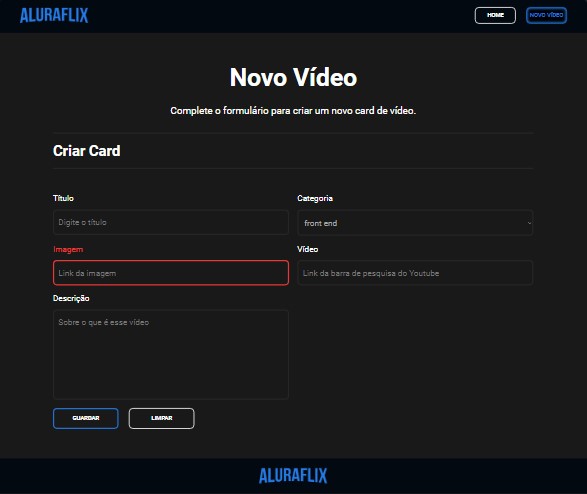 ALURAFLIX
HOME
NOVO VÍDEO
Novo Vídeo
Complete o formulário para criar um novo card de vídeo.
Criar Card
Título
Categoria
Digite o título
front end
Imagem
Vídeo
Link da imagem
Link da barra de pesquisa do Youtube
Descrição
Sobre o que é esse vídeo
GUARDAR
LIMPAR
ALURAFLIX